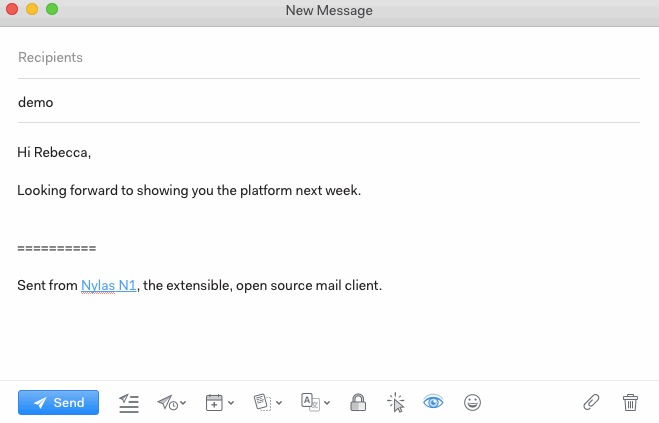 New Message
Recipients
demo
Hi Rebecca,
Looking forward to showing you the platform next week.
==========
Sent from Nylas N1, the extensible, open source mail client.
Send